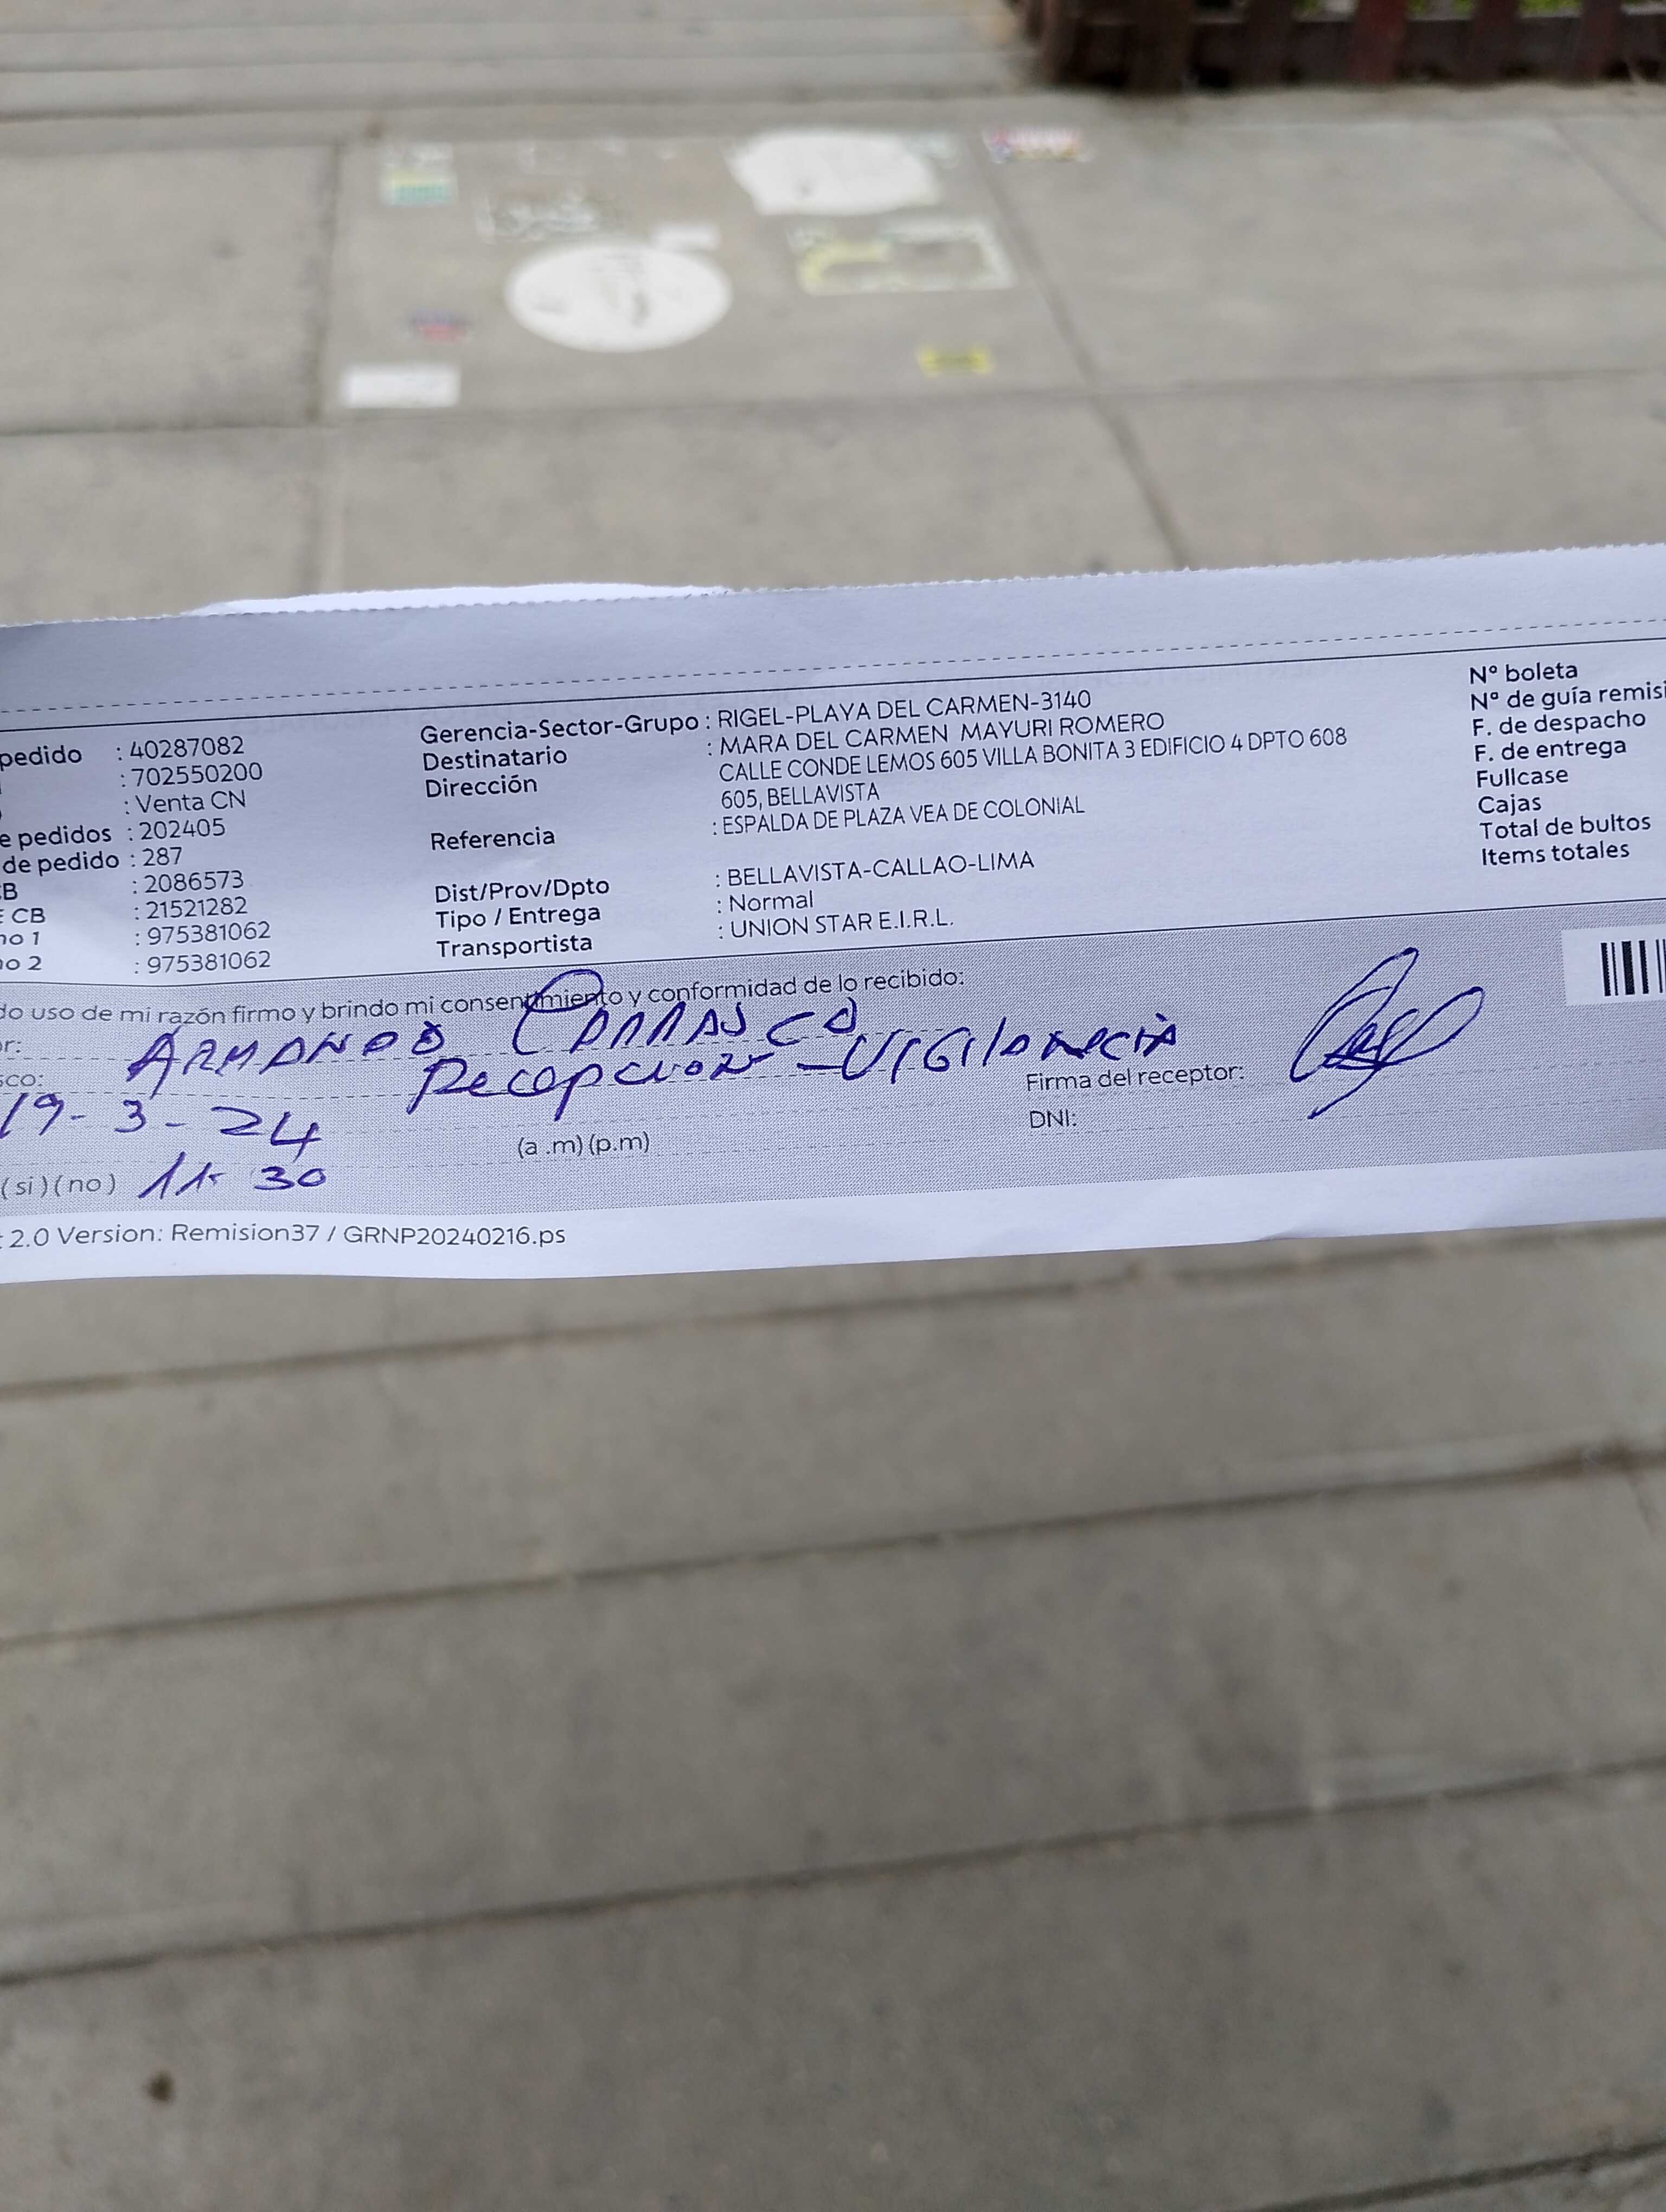 pedido : 40287082
: 702550200
: Venta CN
e pedidos : 202405
de pedido : 287
CB : 2086573
E CB : 21521282
no 1 : 975381062
no 2 : 975381062
Gerencia-Sector-Grupo : RIGEL-PLAYA DEL CARMEN-3140
Destinatario : MARA DEL CARMEN MAYURI ROMERO
Dirección CALLE CONDE LEMOS 605 VILLA BONITA 3 EDIFICIO 4 DPTO 608
605, BELLAVISTA
Referencia : ESPALDA DE PLAZA VEA DE COLONIAL
Dist/Prov/Dpto : BELLAVISTA-CALLAO-LIMA
Tipo / Entrega : Normal
Transportista : UNION STAR E.I.R.L.
Nº boleta
Nº de guía remisi
F. de despacho
F. de entrega
Fullcase
Cajas
Total de bultos
Items totales
do uso de mi razón firmo y brindo mi consentimiento y conformidad de lo recibido:
or: ARMANDO CARRASCO
sco: Recepcion - Vigilanecia
Firma del receptor:
19-3-24
(a .m) (p.m)
DNI:
(si) (no) 11:30
2.0 Version: Remision37 / GRNP20240216.ps